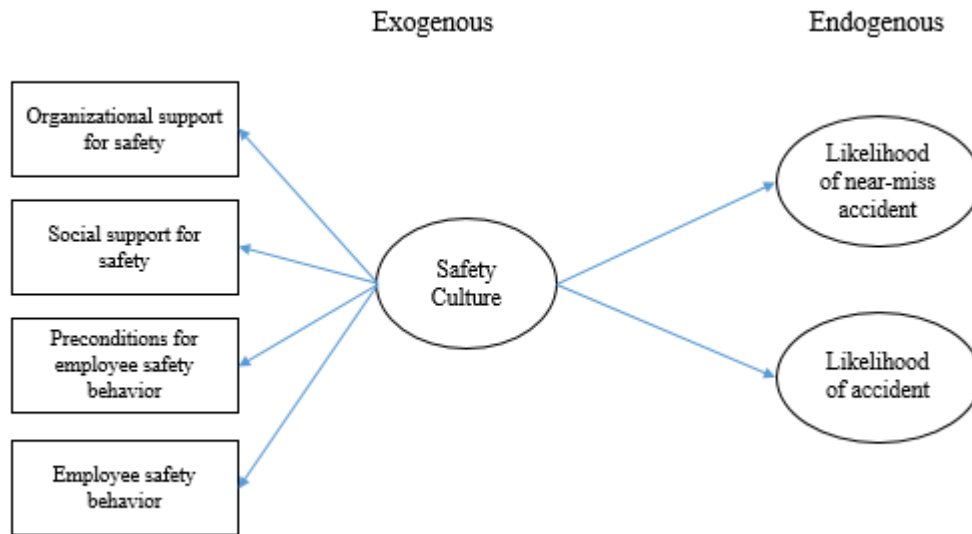 Exogenous
Endogenous
Organizational support
for safety
Social support for
safety
Preconditions for
employee safety
behavior
Employee safety
behavior
Safety
Culture
Likelihood
of near-miss
accident
Likelihood
of accident